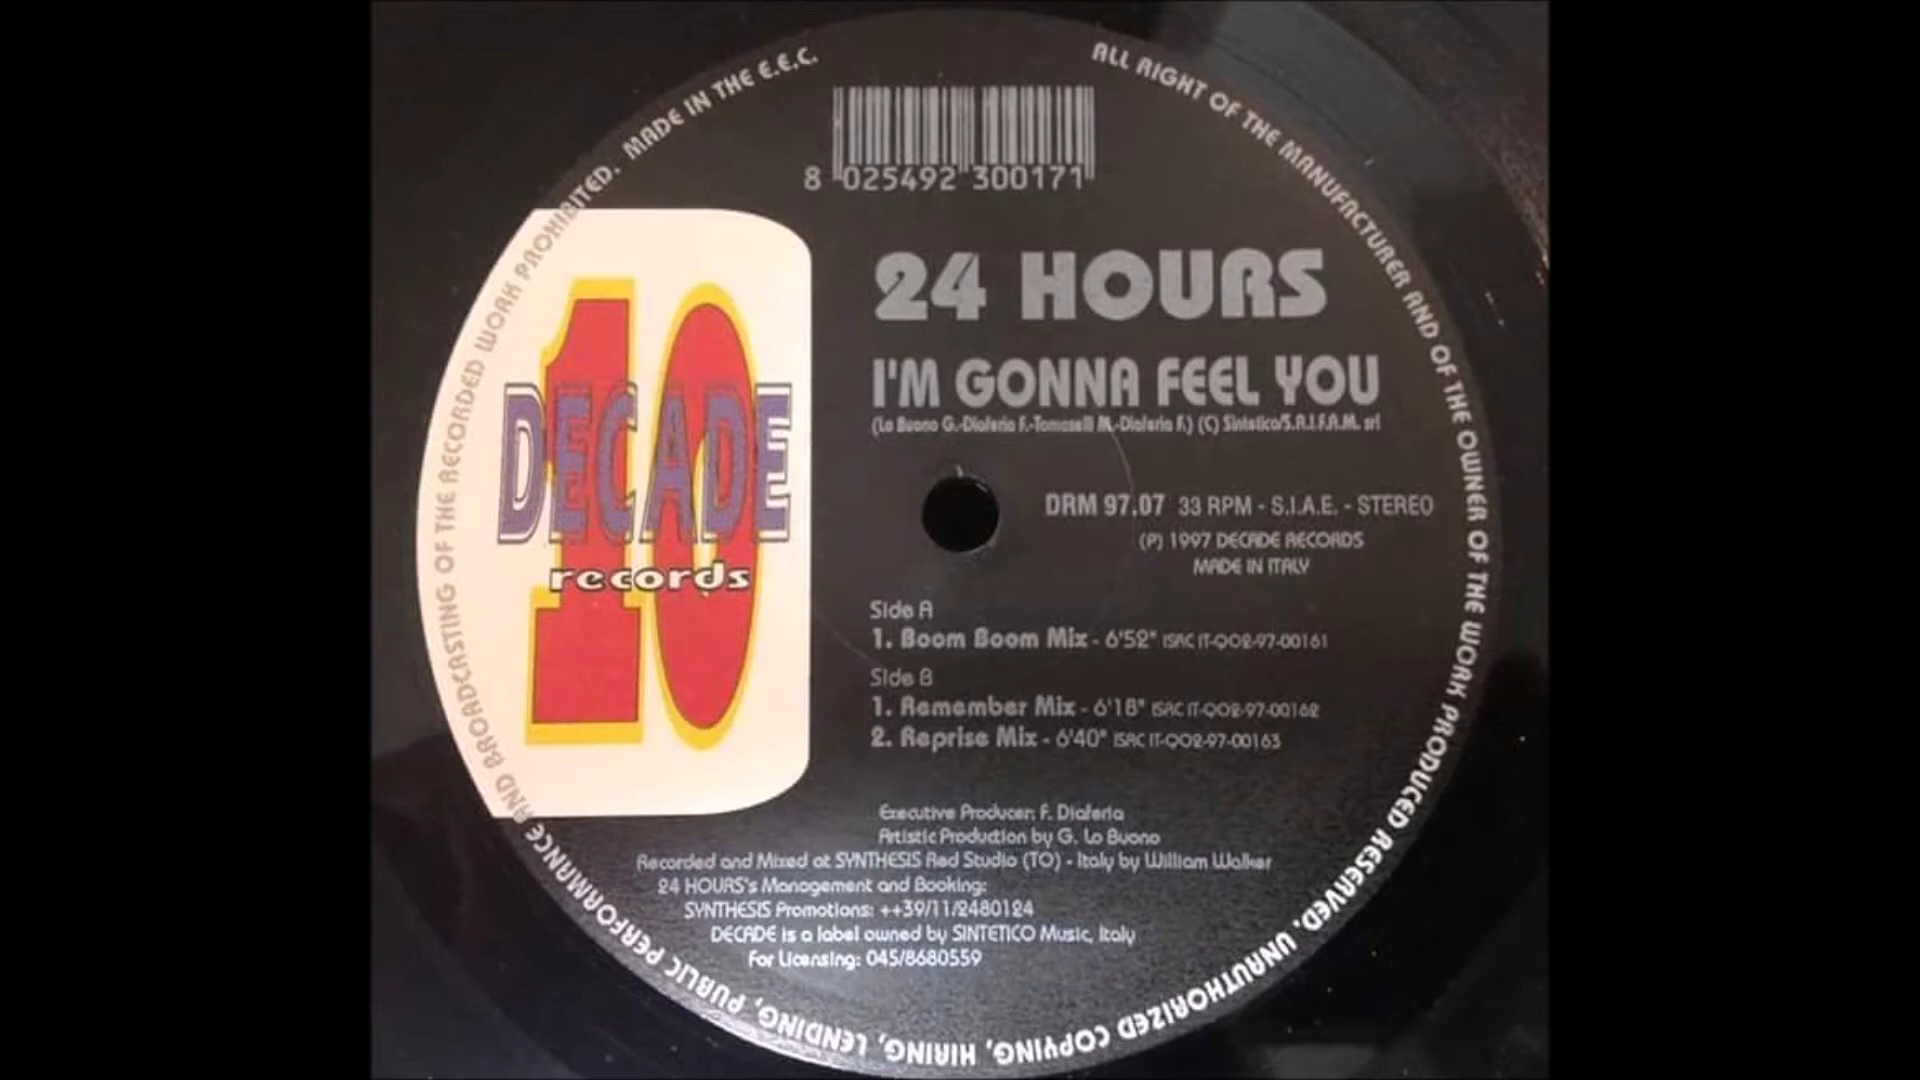 ALL RIGHT OF THE MANUFACTURER AND OF THE OWNER OF THE WORK PRODUCED RESERVED. UNAUTHORIZED COPYING, HIRING, LENDING, PUBLIC PERFORMANCE AND BROADCASTING OF THE RECORDED WORK PROHIBITED. MADE IN THE E.E.C.
8 025492 300171
10
DECADE
records
24 HOURS
I'M GONNA FEEL YOU
(Lo Buono G.-Diaferia F.-Tomaselli M.-Diaferia F.) (C) Sintetico/S.A.I.F.A.M. srl
DRM 97.07 33 RPM - S.I.A.E. - STEREO
(P) 1997 DECADE RECORDS
MADE IN ITALY
Side A
1. Boom Boom Mix - 6'52" ISRC IT-QO2-97-00161
Side B
1. Remember Mix - 6'18" ISRC IT-QO2-97-00162
2. Reprise Mix - 6'40" ISRC IT-QO2-97-00163
Executive Producer: F. Diaferia
Artistic Production by G. Lo Buono
Recorded and Mixed at SYNTHESIS Red Studio (TO) - Italy by William Walker
24 HOURS's Management and Booking:
SYNTHESIS Promotions: ++39/11/2480124
DECADE is a label owned by SINTETICO Music, Italy
For Licensing: 045/8680559